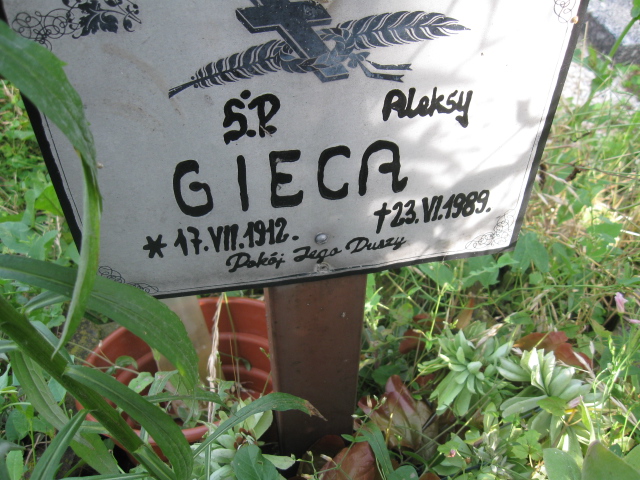 Ś.P. Aleksy
GIECA
* 17.VII.1912. †23.VI.1989.
Pokój Jego Duszy